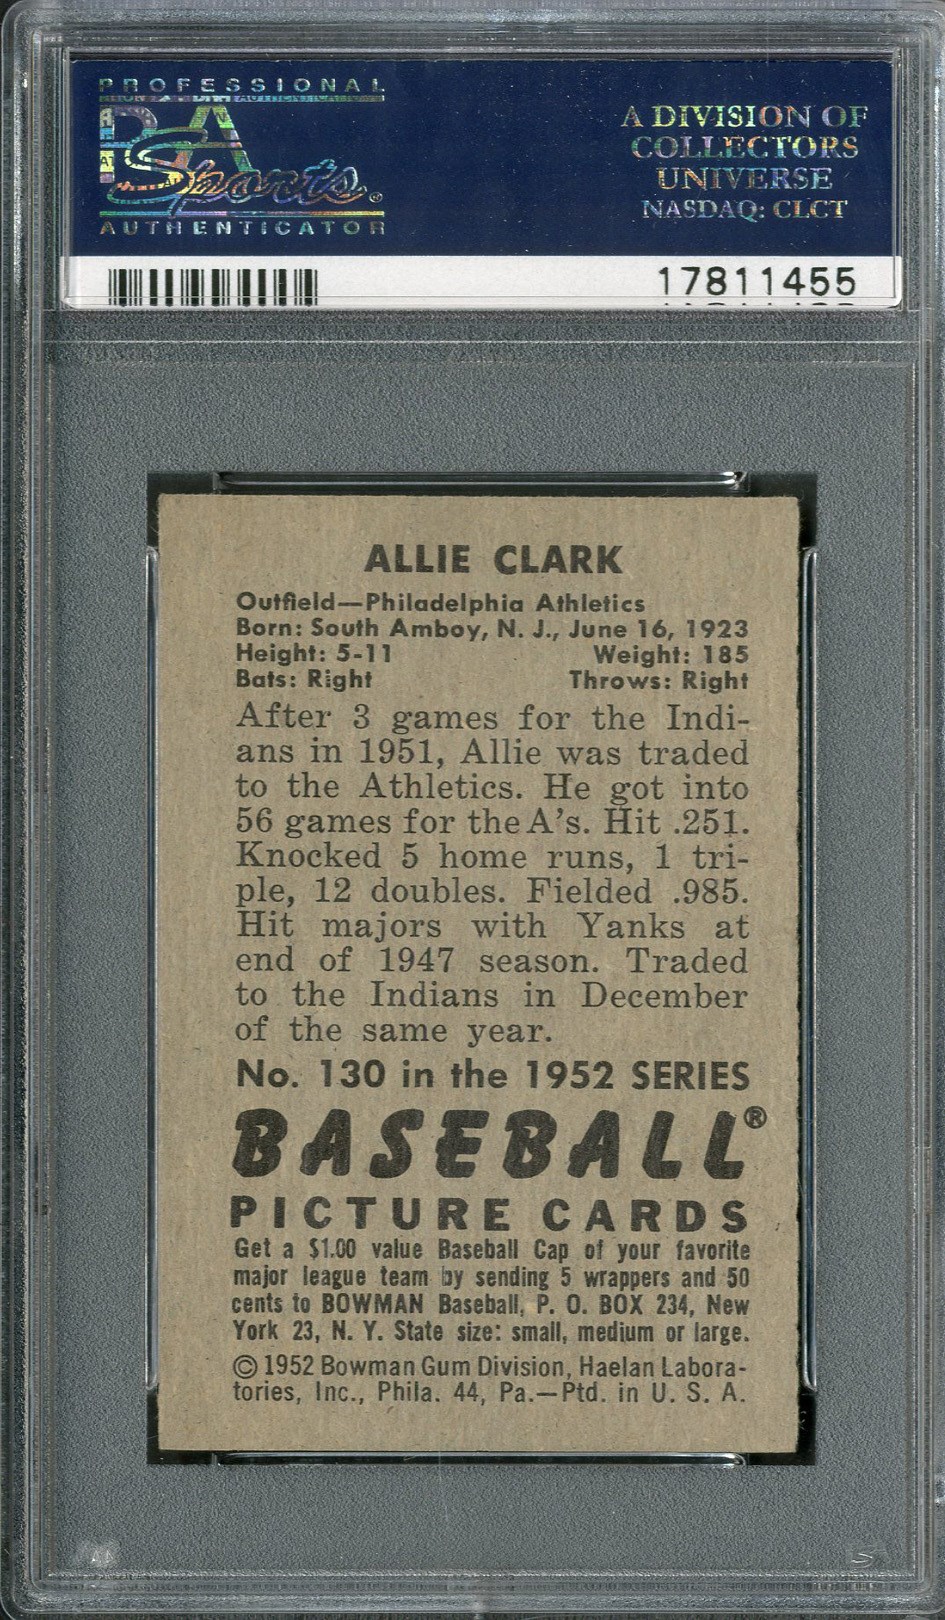 PROFESSIONAL
PSA
Sports®
AUTHENTICATOR
A DIVISION OF
COLLECTORS
UNIVERSE
NASDAQ: CLCT
17811455
ALLIE CLARK
Outfield—Philadelphia Athletics
Born: South Amboy, N. J., June 16, 1923
Height: 5-11 Weight: 185
Bats: Right Throws: Right
After 3 games for the Indi-
ans in 1951, Allie was traded
to the Athletics. He got into
56 games for the A's. Hit .251.
Knocked 5 home runs, 1 tri-
ple, 12 doubles. Fielded .985.
Hit majors with Yanks at
end of 1947 season. Traded
to the Indians in December
of the same year.
No. 130 in the 1952 SERIES
BASEBALL®
PICTURE CARDS
Get a $1.00 value Baseball Cap of your favorite
major league team by sending 5 wrappers and 50
cents to BOWMAN Baseball, P. O. BOX 234, New
York 23, N. Y. State size: small, medium or large.
© 1952 Bowman Gum Division, Haelan Labora-
tories, Inc., Phila. 44, Pa.—Ptd. in U. S. A.